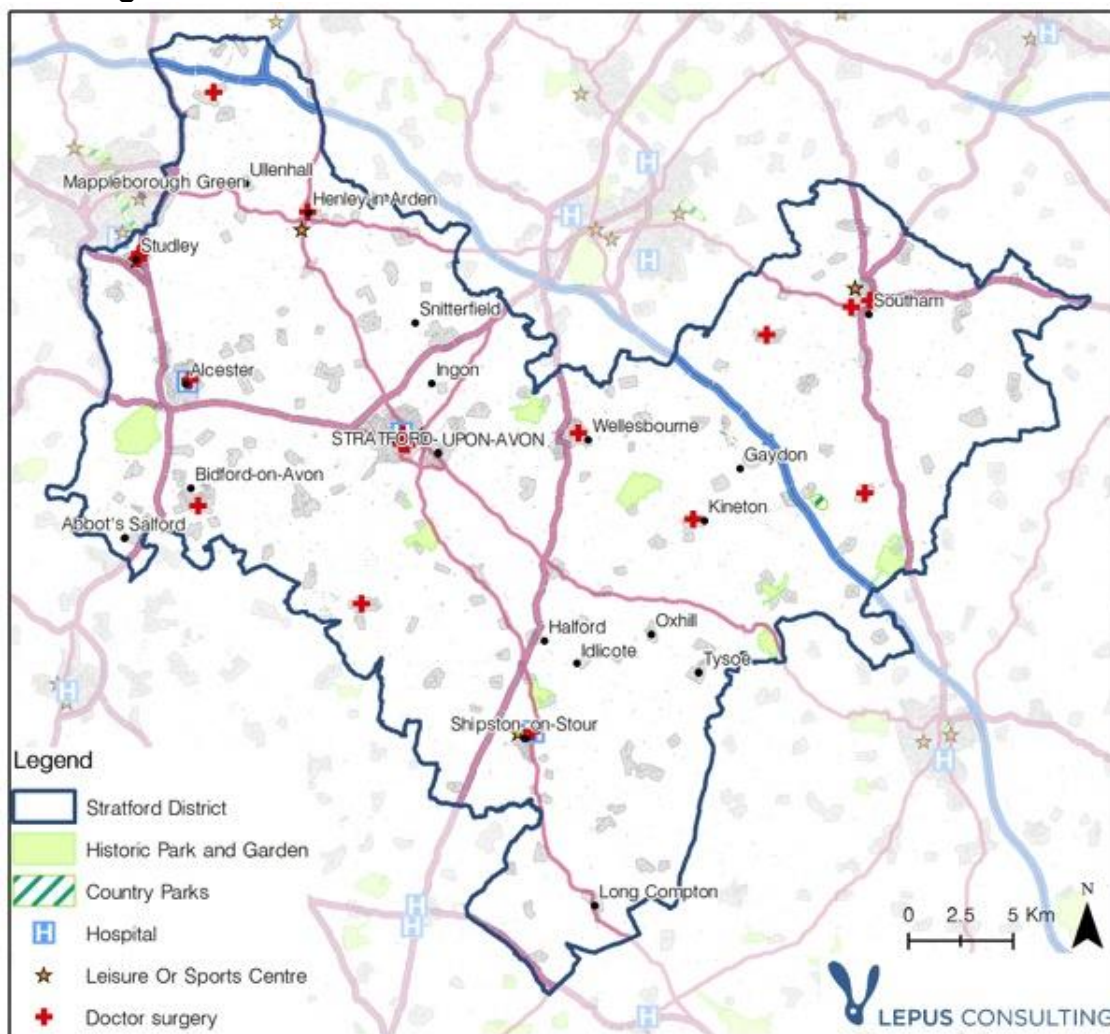 Ullenhall
Mappleborough Green
Henley-in-Arden
Studley
Snitterfield
Southam
Alcester
Ingon
STRATFORD- UPON-AVON
Wellesbourne
Gaydon
Bidford-on-Avon
Kineton
Abbot's Salford
Halford
Oxhill
Idlicote
Tysoe
Shipston-on-Stour
Long Compton
Legend
Stratford District
Historic Park and Garden
Country Parks
H Hospital
Leisure Or Sports Centre
Doctor surgery
N
0 2.5 5 Km
LEPUS CONSULTING